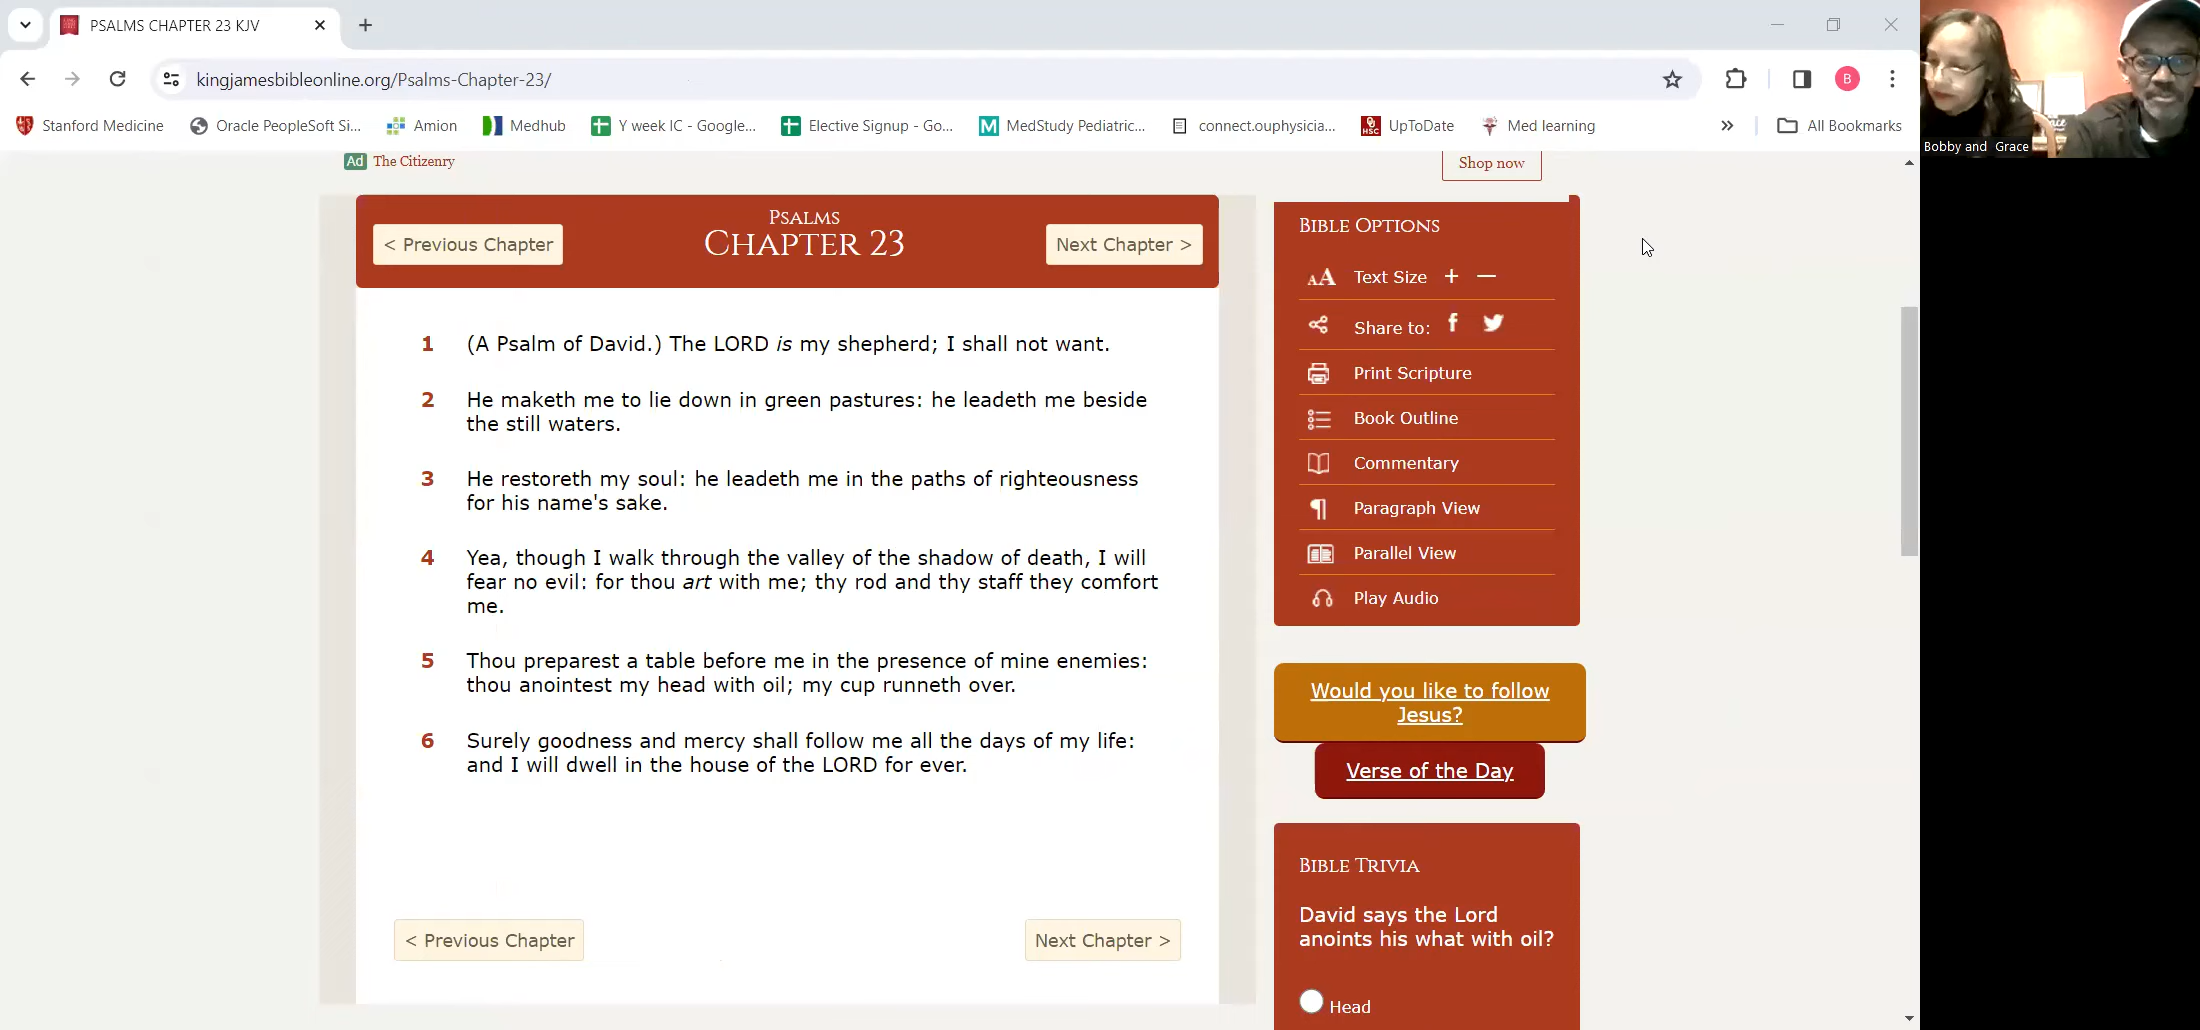 PSALMS CHAPTER 23 KJV
kingjamesbibleonline.org/Psalms-Chapter-23/
B
Stanford Medicine
Oracle PeopleSoft Si...
Amion
Medhub
Y week IC - Google...
Elective Signup - Go...
MedStudy Pediatric...
connect.ouphysicia...
UpToDate
Med learning
All Bookmarks
Bobby and Grace
Ad The Citizenry
Shop now
< Previous Chapter
PSALMS
CHAPTER 23
Next Chapter >
1 (A Psalm of David.) The LORD is my shepherd; I shall not want.
2 He maketh me to lie down in green pastures: he leadeth me beside
the still waters.
3 He restoreth my soul: he leadeth me in the paths of righteousness
for his name's sake.
4 Yea, though I walk through the valley of the shadow of death, I will
fear no evil: for thou art with me; thy rod and thy staff they comfort
me.
5 Thou preparest a table before me in the presence of mine enemies:
thou anointest my head with oil; my cup runneth over.
6 Surely goodness and mercy shall follow me all the days of my life:
and I will dwell in the house of the LORD for ever.
< Previous Chapter
Next Chapter >
BIBLE OPTIONS
AA Text Size + —
Share to:
Print Scripture
Book Outline
Commentary
Paragraph View
Parallel View
Play Audio
Would you like to follow
Jesus?
Verse of the Day
BIBLE TRIVIA
David says the Lord
anoints his what with oil?
Head